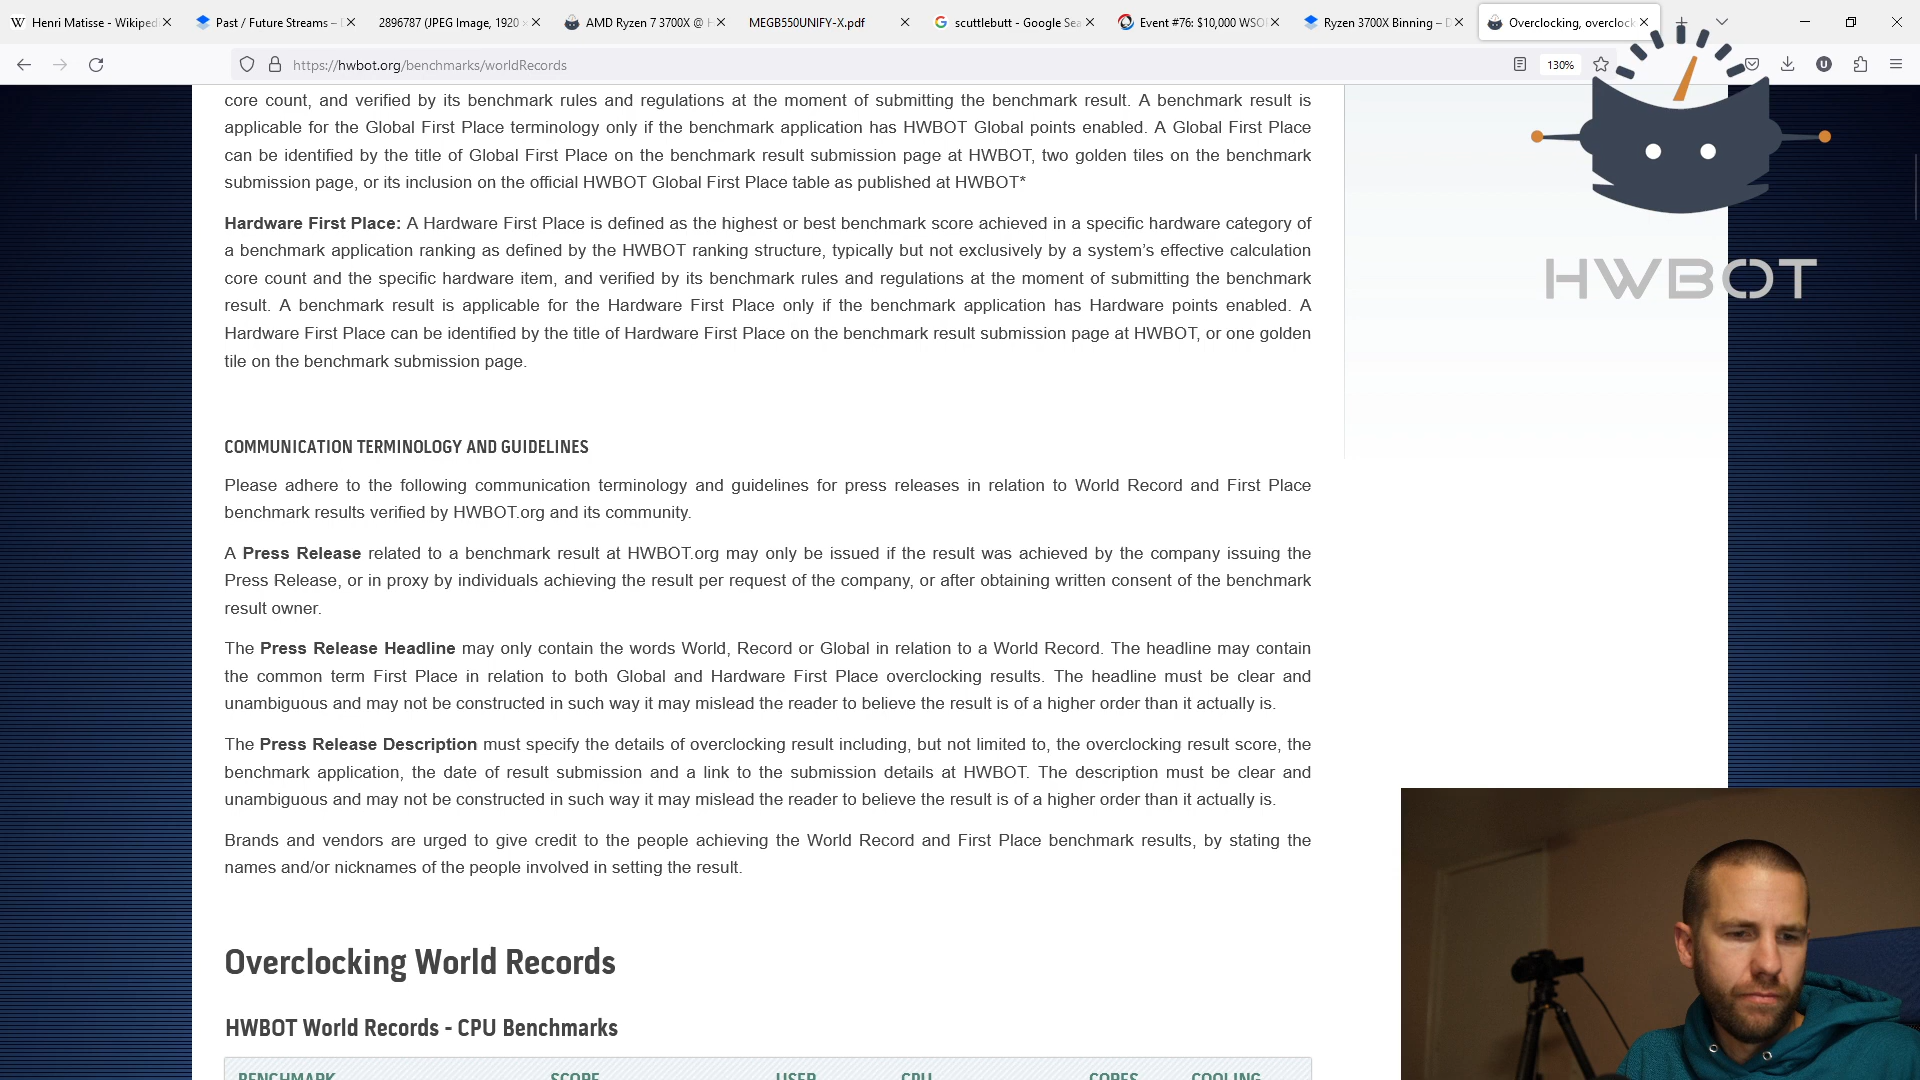 Henri Matisse - Wikiped
Past / Future Streams – D
2896787 (JPEG Image, 1920 ×
AMD Ryzen 7 3700X @ H
MEGB550UNIFY-X.pdf
scuttlebutt - Google Sea
Event #76: $10,000 WSO
Ryzen 3700X Binning – D
Overclocking, overclock
https://hwbot.org/benchmarks/worldRecords
130%
HWBOT
core count, and verified by its benchmark rules and regulations at the moment of submitting the benchmark result. A benchmark result is
applicable for the Global First Place terminology only if the benchmark application has HWBOT Global points enabled. A Global First Place
can be identified by the title of Global First Place on the benchmark result submission page at HWBOT, two golden tiles on the benchmark
submission page, or its inclusion on the official HWBOT Global First Place table as published at HWBOT*
Hardware First Place: A Hardware First Place is defined as the highest or best benchmark score achieved in a specific hardware category of
a benchmark application ranking as defined by the HWBOT ranking structure, typically but not exclusively by a system's effective calculation
core count and the specific hardware item, and verified by its benchmark rules and regulations at the moment of submitting the benchmark
result. A benchmark result is applicable for the Hardware First Place only if the benchmark application has Hardware points enabled. A
Hardware First Place can be identified by the title of Hardware First Place on the benchmark result submission page at HWBOT, or one golden
tile on the benchmark submission page.
COMMUNICATION TERMINOLOGY AND GUIDELINES
Please adhere to the following communication terminology and guidelines for press releases in relation to World Record and First Place
benchmark results verified by HWBOT.org and its community.
A Press Release related to a benchmark result at HWBOT.org may only be issued if the result was achieved by the company issuing the
Press Release, or in proxy by individuals achieving the result per request of the company, or after obtaining written consent of the benchmark
result owner.
The Press Release Headline may only contain the words World, Record or Global in relation to a World Record. The headline may contain
the common term First Place in relation to both Global and Hardware First Place overclocking results. The headline must be clear and
unambiguous and may not be constructed in such way it may mislead the reader to believe the result is of a higher order than it actually is.
The Press Release Description must specify the details of overclocking result including, but not limited to, the overclocking result score, the
benchmark application, the date of result submission and a link to the submission details at HWBOT. The description must be clear and
unambiguous and may not be constructed in such way it may mislead the reader to believe the result is of a higher order than it actually is.
Brands and vendors are urged to give credit to the people achieving the World Record and First Place benchmark results, by stating the
names and/or nicknames of the people involved in setting the result.
Overclocking World Records
HWBOT World Records - CPU Benchmarks
BENCHMARK SCORE USER CPU CORES COOLING